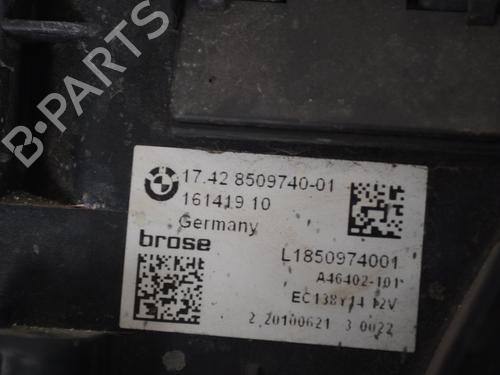 B-PARTS
17.42 8509740-01
161419 10
Germany
brose
L1850974001
A46402-101
EC138Y14 12V
2 20100621 3 0022